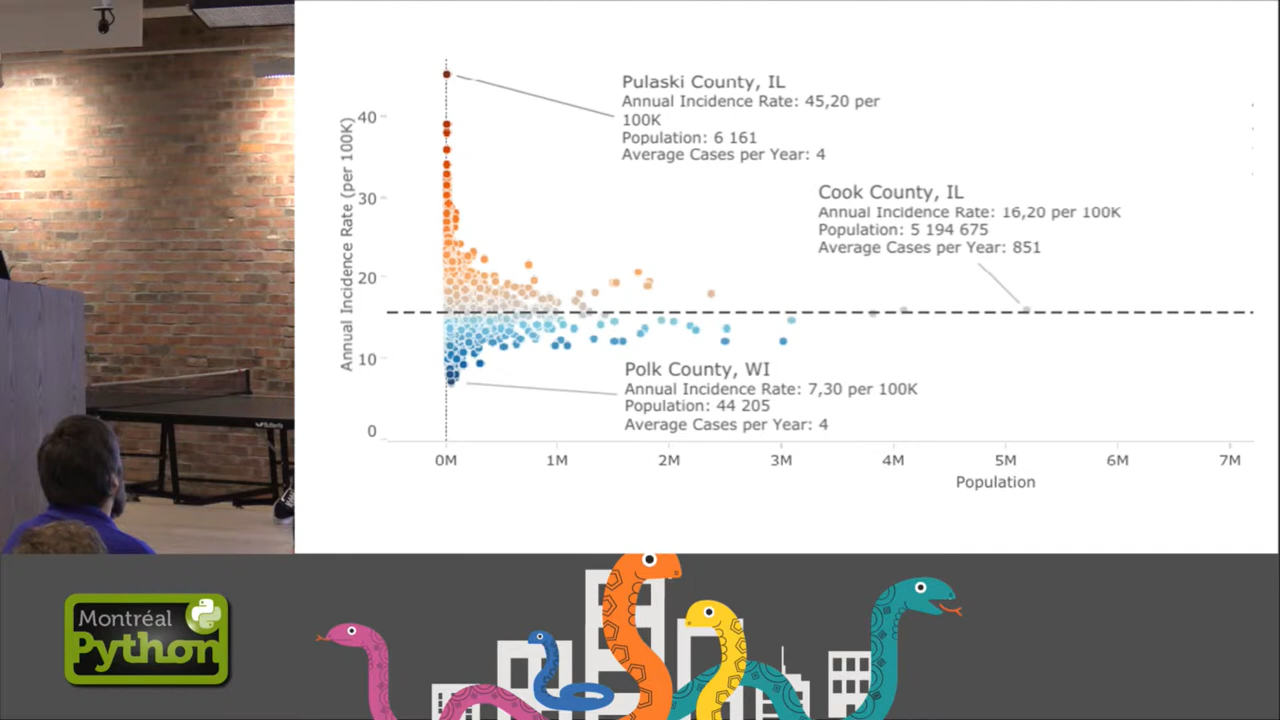 Pulaski County, IL
Annual Incidence Rate: 45,20 per
100K
Population: 6 161
Average Cases per Year: 4
Cook County, IL
Annual Incidence Rate: 16,20 per 100K
Population: 5 194 675
Average Cases per Year: 851
Annual Incidence Rate (per 100K)
40
30
20
10
0
Polk County, WI
Annual Incidence Rate: 7,30 per 100K
Population: 44 205
Average Cases per Year: 4
0M
1M
2M
3M
4M
5M
6M
7M
Population
Butterfly
Montréal
Python